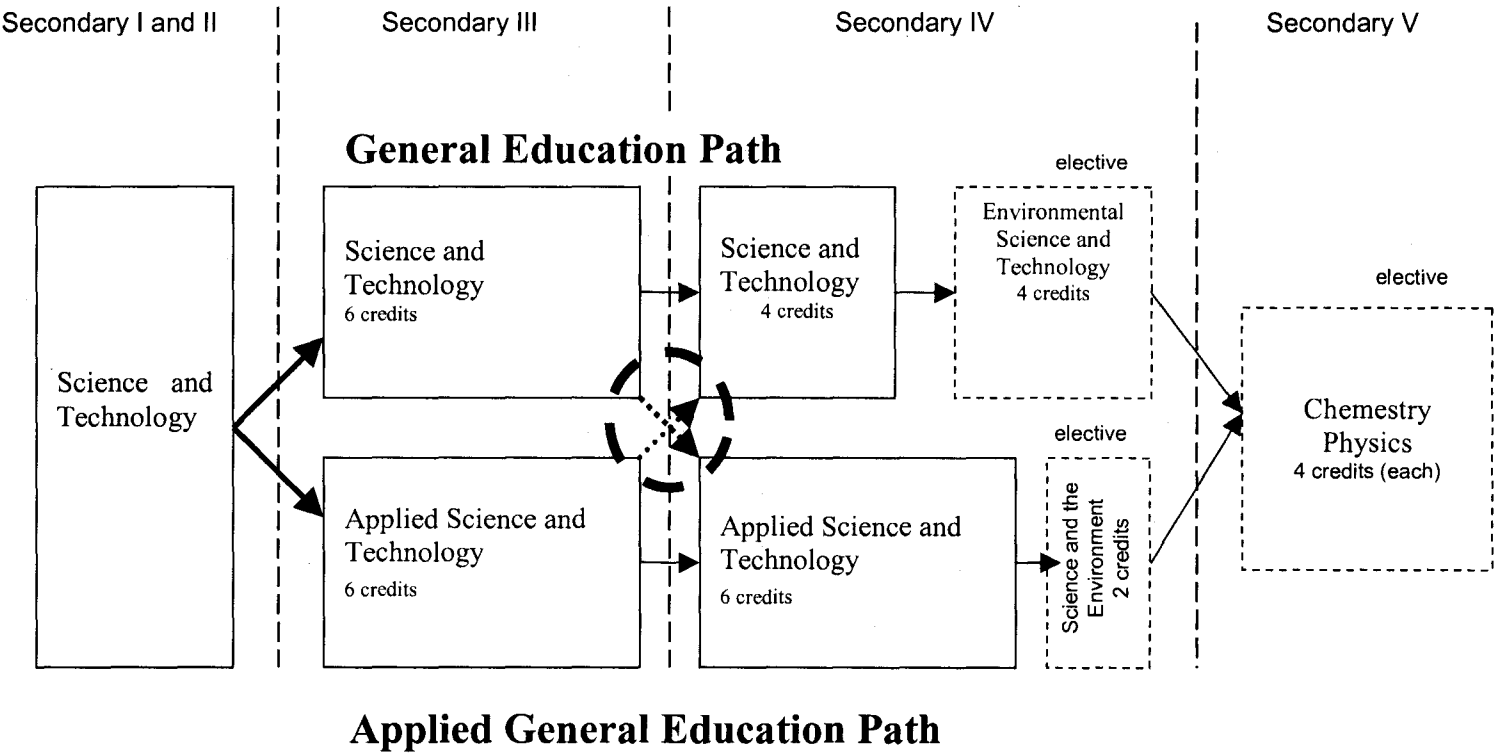 Secondary I and II
Secondary III
Secondary IV
Secondary V
General Education Path
Science and
Technology
Science and
Technology
6 credits
Science and
Technology
4 credits
elective
Environmental
Science and
Technology
4 credits
elective
Chemestry
Physics
4 credits (each)
Applied Science and
Technology
6 credits
Applied Science and
Technology
6 credits
elective
Science and the
Environment
2 credits
Applied General Education Path